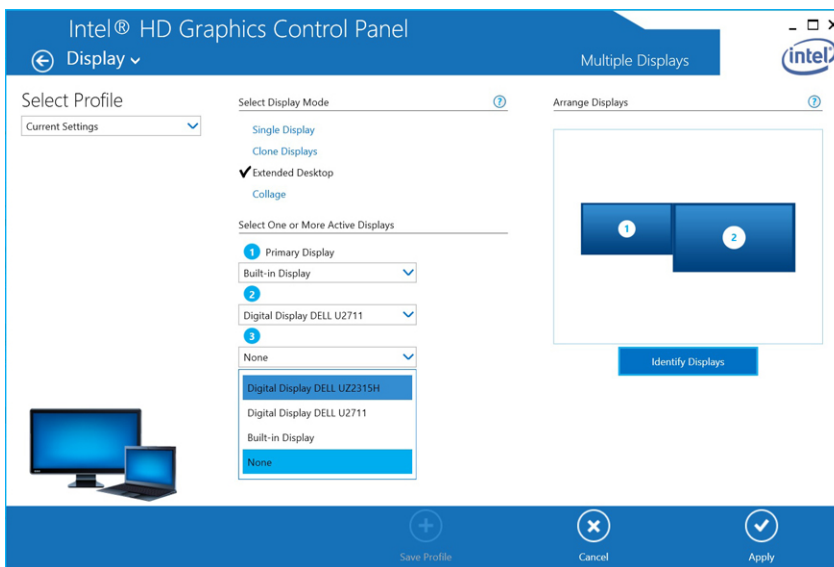 Intel® HD Graphics Control Panel
Display
Multiple Displays
intel
Select Profile
Current Settings
Select Display Mode
?
Single Display
Clone Displays
Extended Desktop
Collage
Select One or More Active Displays
1 Primary Display
Built-in Display
2
Digital Display DELL U2711
3
None
Digital Display DELL UZ2315H
Digital Display DELL U2711
Built-in Display
None
Arrange Displays
?
1
2
Identify Displays
Save Profile
Cancel
Apply